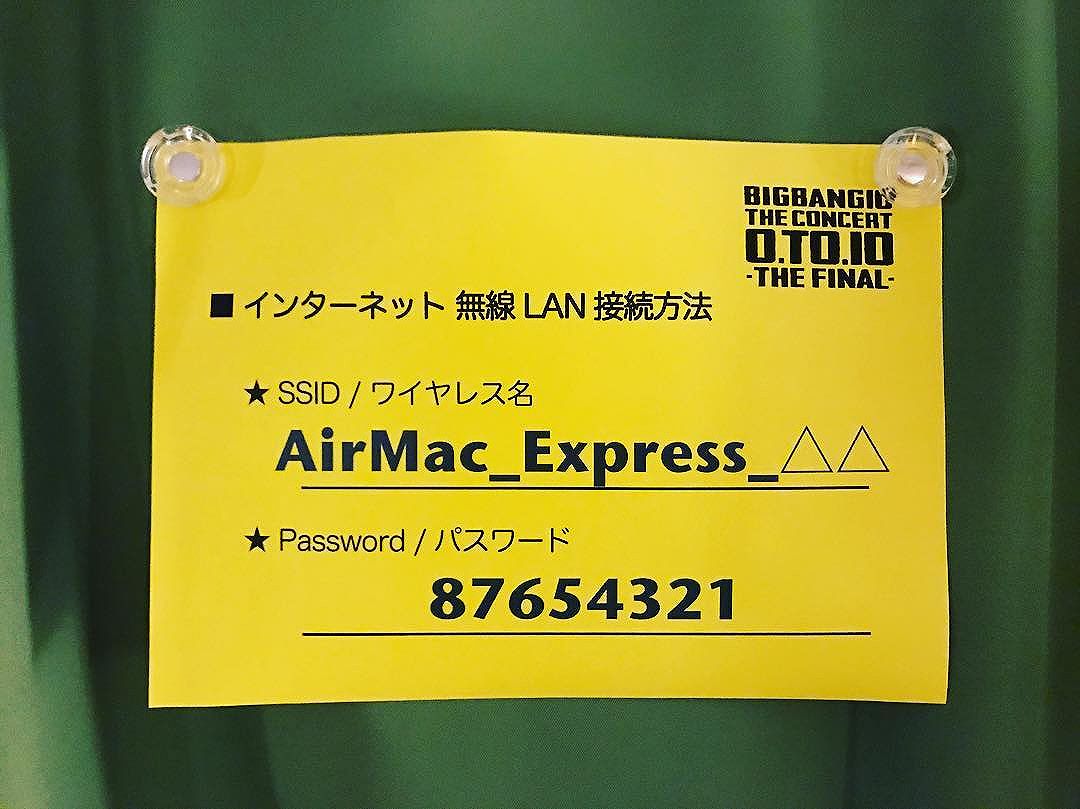 BIGBANG10
THE CONCERT
0.TO.10
-THE FINAL-
■ インターネット 無線 LAN 接続方法
★ SSID / ワイヤレス名
AirMac_Express_△△
★ Password / パスワード
87654321